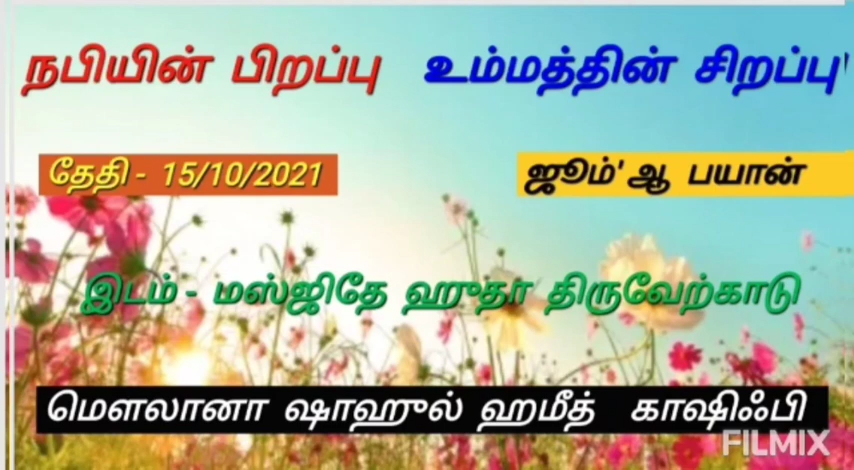 நபியின் பிறப்பு உம்மத்தின் சிறப்பு'
தேதி - 15/10/2021 ஜும்'ஆ பயான்
இடம் - மஸ்ஜிதே ஹுதா திருவேற்காடு
மௌலானா ஷாஹுல் ஹமீத் காஷிஃபி
FILMIX